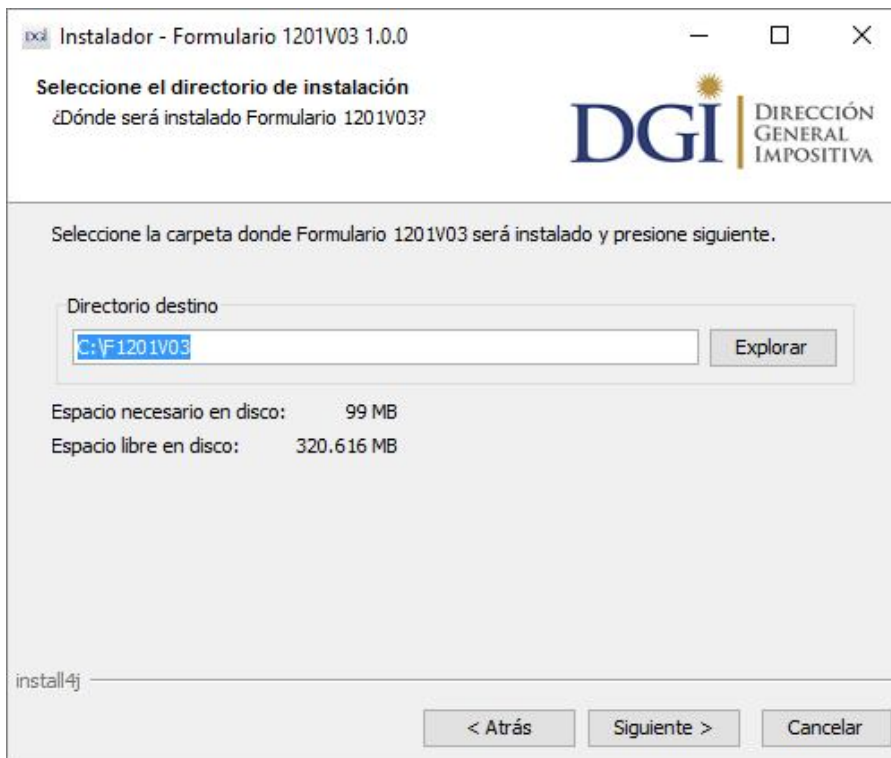 DGI Instalador - Formulario 1201V03 1.0.0
Seleccione el directorio de instalación
¿Dónde será instalado Formulario 1201V03?
DGI
DIRECCIÓN
GENERAL
IMPOSITIVA
Seleccione la carpeta donde Formulario 1201V03 será instalado y presione siguiente.
Directorio destino
C:\F1201V03
Explorar
Espacio necesario en disco: 99 MB
Espacio libre en disco: 320.616 MB
install4j
< Atrás
Siguiente >
Cancelar